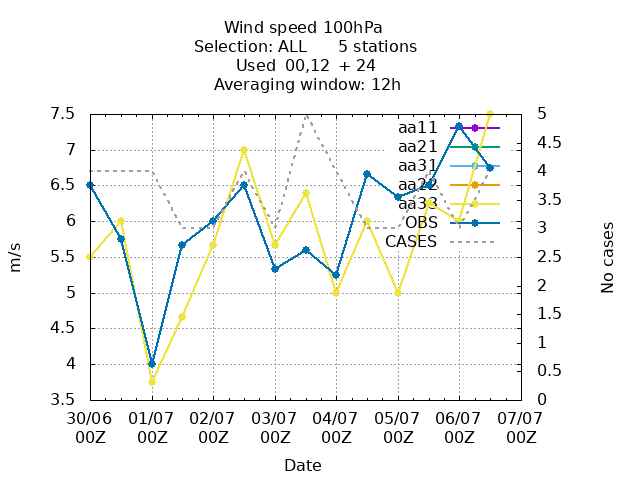 Wind speed 100hPa
Selection: ALL 5 stations
Used 00,12 + 24
Averaging window: 12h
7.5
7
6.5
6
5.5
5
4.5
4
3.5
m/s
5
4.5
4
3.5
3
2.5
2
1.5
1
0.5
0
No cases
aa11
aa21
aa31
aa22
aa33
OBS
CASES
30/06 01/07 02/07 03/07 04/07 05/07 06/07 07/07
00Z 00Z 00Z 00Z 00Z 00Z 00Z 00Z
Date